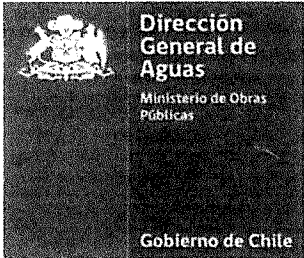 Dirección
General de
Aguas
Ministerio de Obras
Públicas
Gobierno de Chile